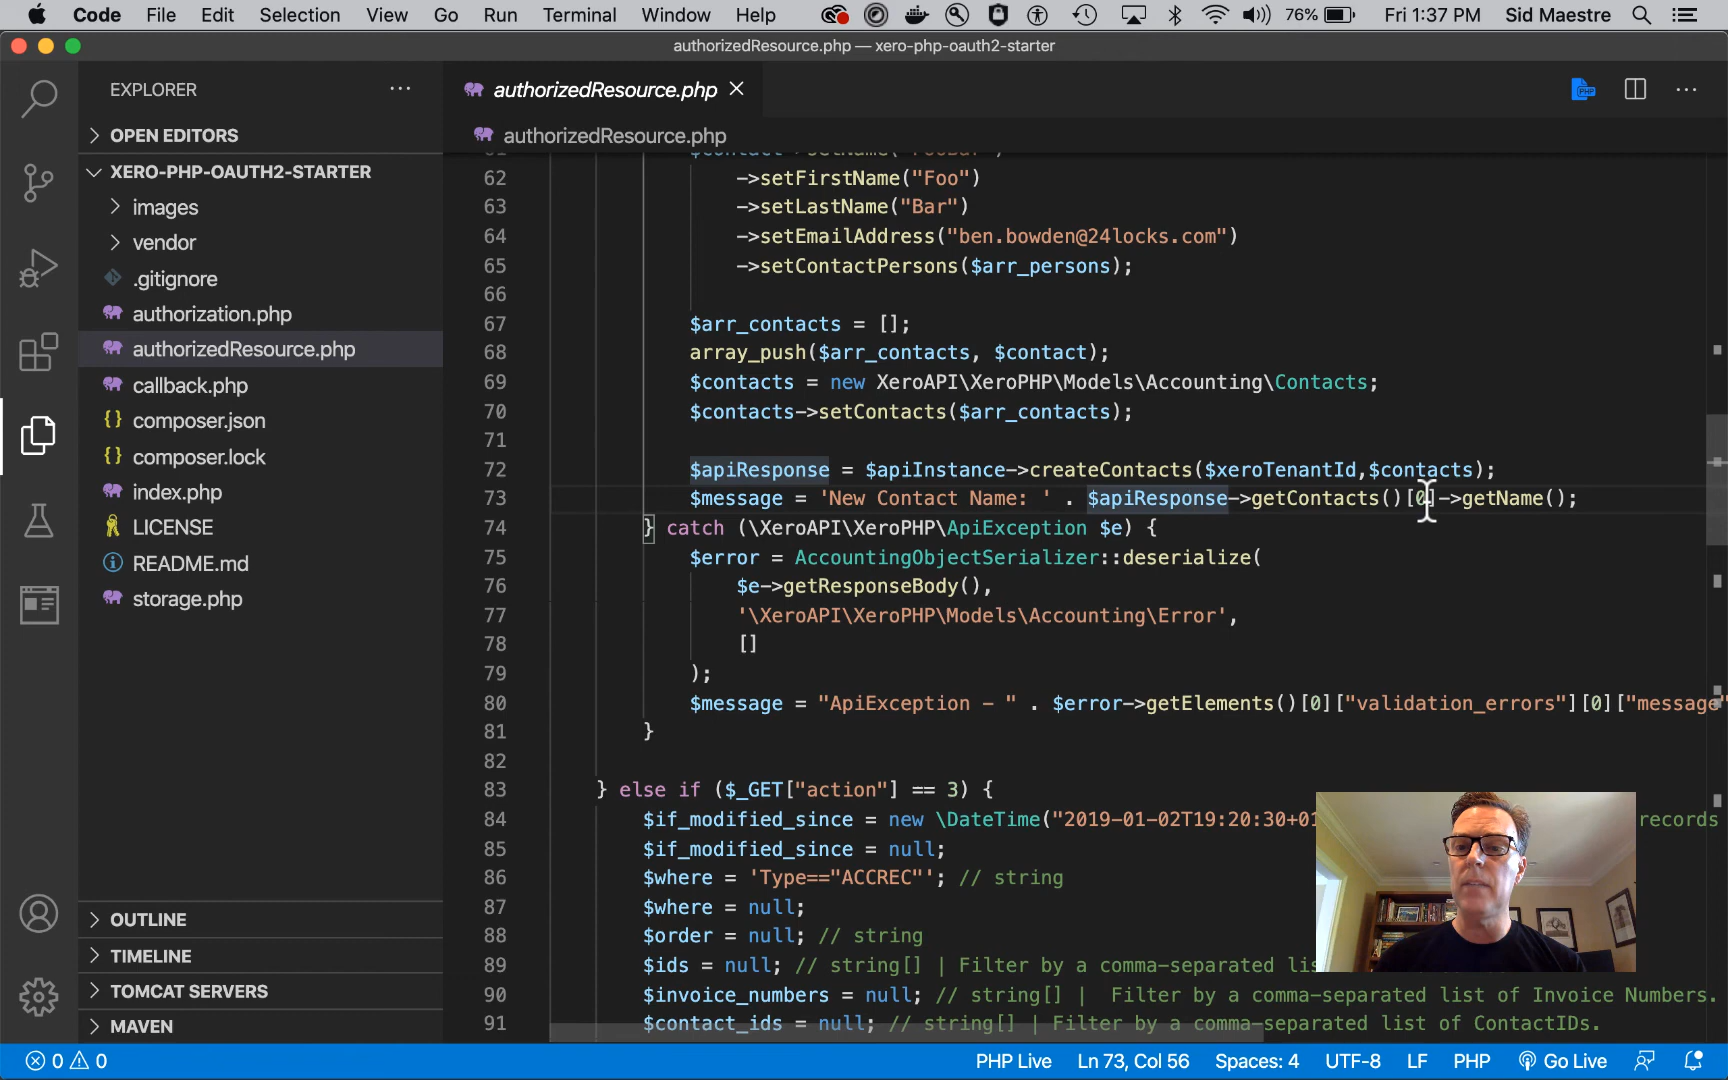 Code File Edit Selection View Go Run Terminal Window Help 76% Fri 1:37 PM Sid Maestre
authorizedResource.php — xero-php-oauth2-starter
EXPLORER
OPEN EDITORS
XERO-PHP-OAUTH2-STARTER
images
vendor
.gitignore
authorization.php
authorizedResource.php
callback.php
composer.json
composer.lock
index.php
LICENSE
README.md
storage.php
OUTLINE
TIMELINE
TOMCAT SERVERS
MAVEN
authorizedResource.php
PHP
authorizedResource.php
62 ->setFirstName("Foo")
63 ->setLastName("Bar")
64 ->setEmailAddress("ben.bowden@24locks.com")
65 ->setContactPersons($arr_persons);
66
67 $arr_contacts = [];
68 array_push($arr_contacts, $contact);
69 $contacts = new XeroAPI\XeroPHP\Models\Accounting\Contacts;
70 $contacts->setContacts($arr_contacts);
71
72 $apiResponse = $apiInstance->createContacts($xeroTenantId,$contacts);
73 $message = 'New Contact Name: ' . $apiResponse->getContacts()[0]->getName();
74 } catch (\XeroAPI\XeroPHP\ApiException $e) {
75 $error = AccountingObjectSerializer::deserialize(
76 $e->getResponseBody(),
77 '\XeroAPI\XeroPHP\Models\Accounting\Error',
78 []
79 );
80 $message = "ApiException - " . $error->getElements()[0]["validation_errors"][0]["message"
81 }
82
83 } else if ($_GET["action"] == 3) {
84 $if_modified_since = new \DateTime("2019-01-02T19:20:30+01 records
85 $if_modified_since = null;
86 $where = 'Type=="ACCREC"'; // string
87 $where = null;
88 $order = null; // string
89 $ids = null; // string[] | Filter by a comma-separated lis
90 $invoice_numbers = null; // string[] | Filter by a comma-separated list of Invoice Numbers.
91 $contact_ids = null; // string[] | Filter by a comma-separated list of ContactIDs.
0 0 PHP Live Ln 73, Col 56 Spaces: 4 UTF-8 LF PHP Go Live